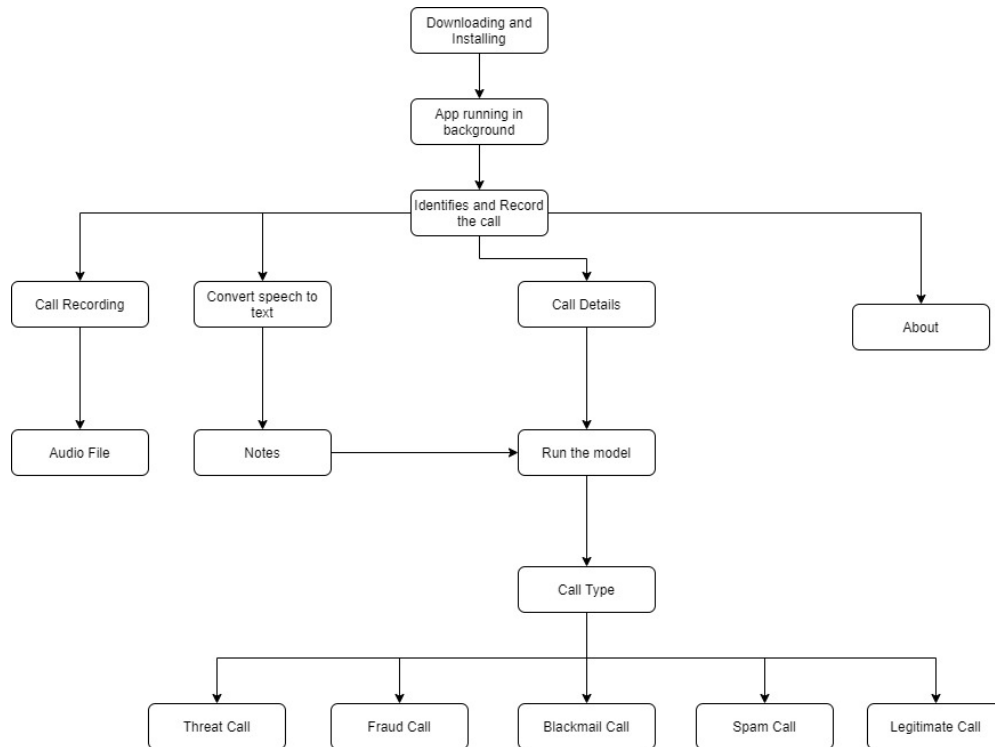 Downloading and
Installing
App running in
background
Identifies and Record
the call
Call Recording
Convert speech to
text
Call Details
About
Audio File
Notes
Run the model
Call Type
Threat Call
Fraud Call
Blackmail Call
Spam Call
Legitimate Call